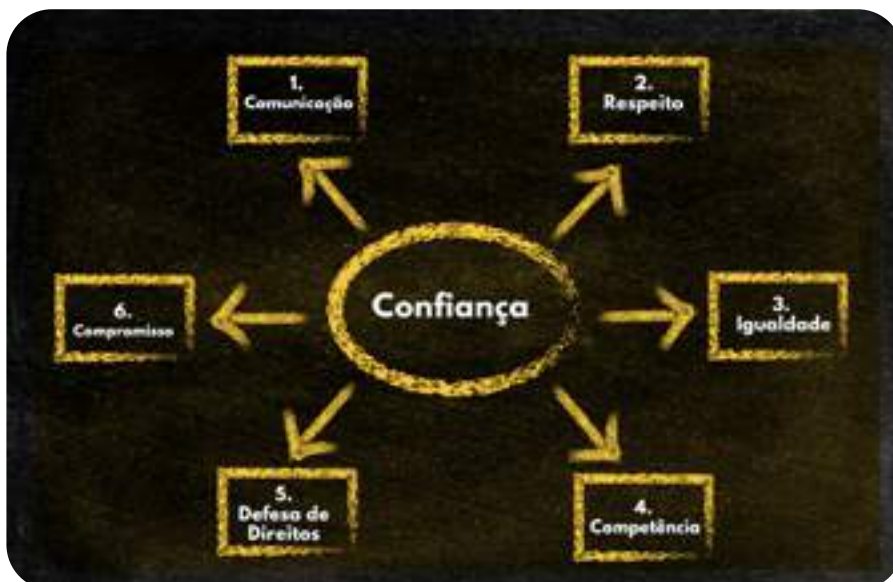 1.
Comunicação
2.
Respeito
Confiança
3.
Igualdade
6.
Compromisso
5.
Defesa de
Direitos
4.
Competência